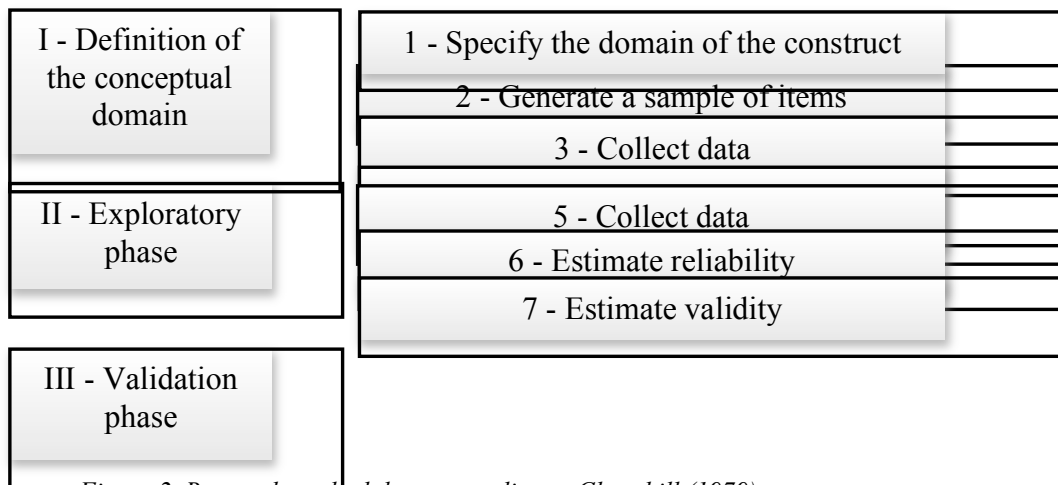 I - Definition of
the conceptual
domain
1 - Specify the domain of the construct
2 - Generate a sample of items
3 - Collect data
II - Exploratory
phase
5 - Collect data
6 - Estimate reliability
7 - Estimate validity
III - Validation
phase
(1979)